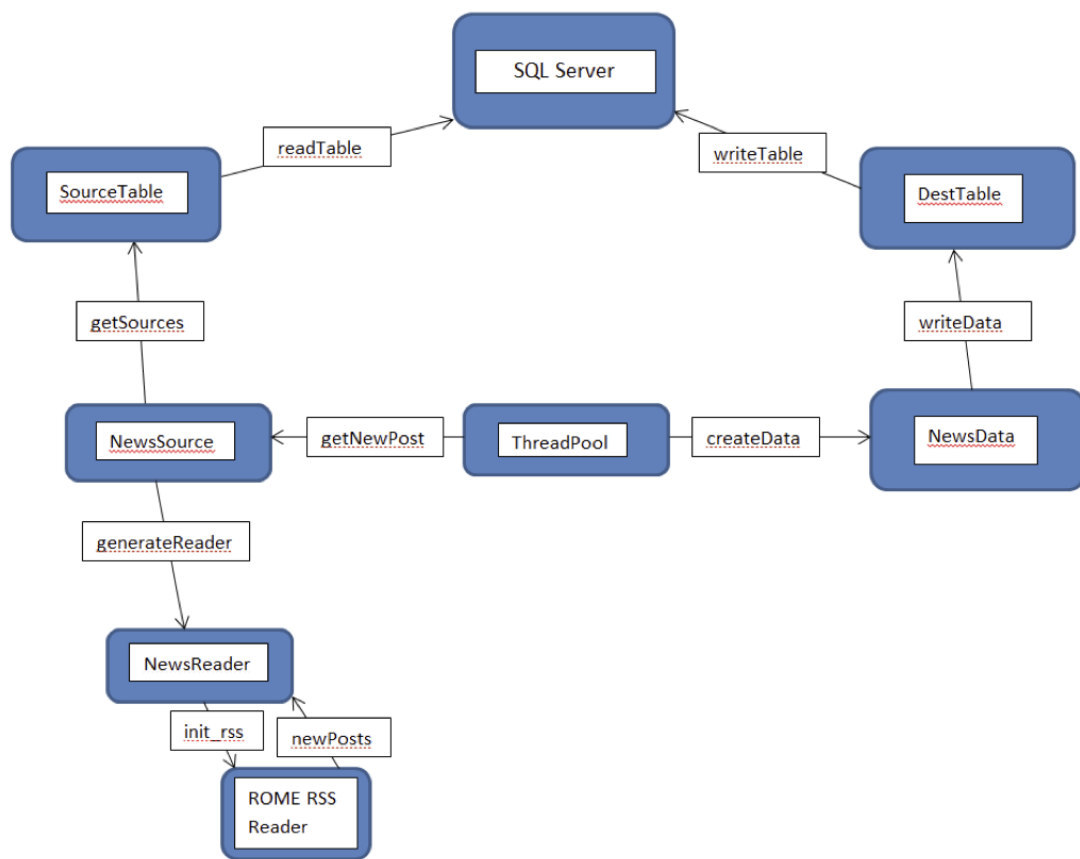 SQL Server
readTable
writeTable
SourceTable
DestTable
getSources
writeData
NewsSource
getNewPost
ThreadPool
createData
NewsData
generateReader
NewsReader
init_rss
newPosts
ROME RSS
Reader